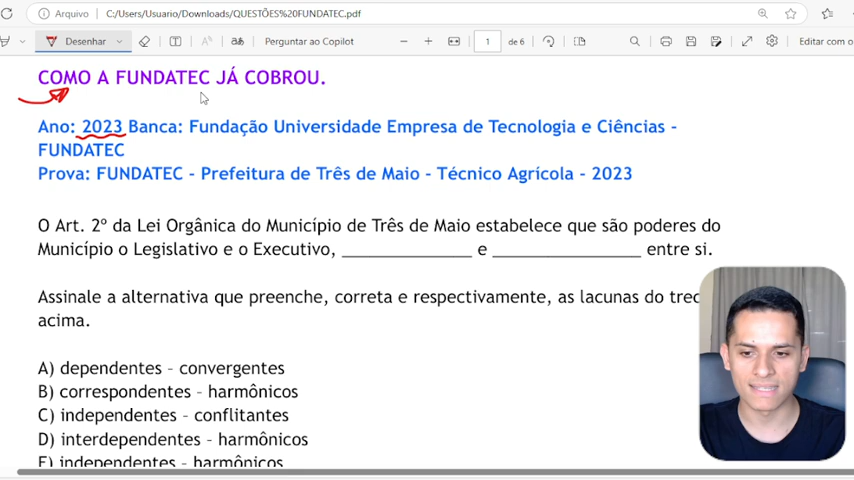 Arquivo C:/Users/Usuario/Downloads/QUESTÕES%20FUNDATEC.pdf
Desenhar Perguntar ao Copilot 1 de 6 Editar com o
COMO A FUNDATEC JÁ COBROU.
Ano: 2023 Banca: Fundação Universidade Empresa de Tecnologia e Ciências -
FUNDATEC
Prova: FUNDATEC - Prefeitura de Três de Maio - Técnico Agrícola - 2023
O Art. 2º da Lei Orgânica do Município de Três de Maio estabelece que são poderes do
Município o Legislativo e o Executivo, ______________ e ________________ entre si.
Assinale a alternativa que preenche, correta e respectivamente, as lacunas do
acima.
A) dependentes – convergentes
B) correspondentes – harmônicos
C) independentes – conflitantes
D) interdependentes – harmônicos
E) independentes – harmônicos